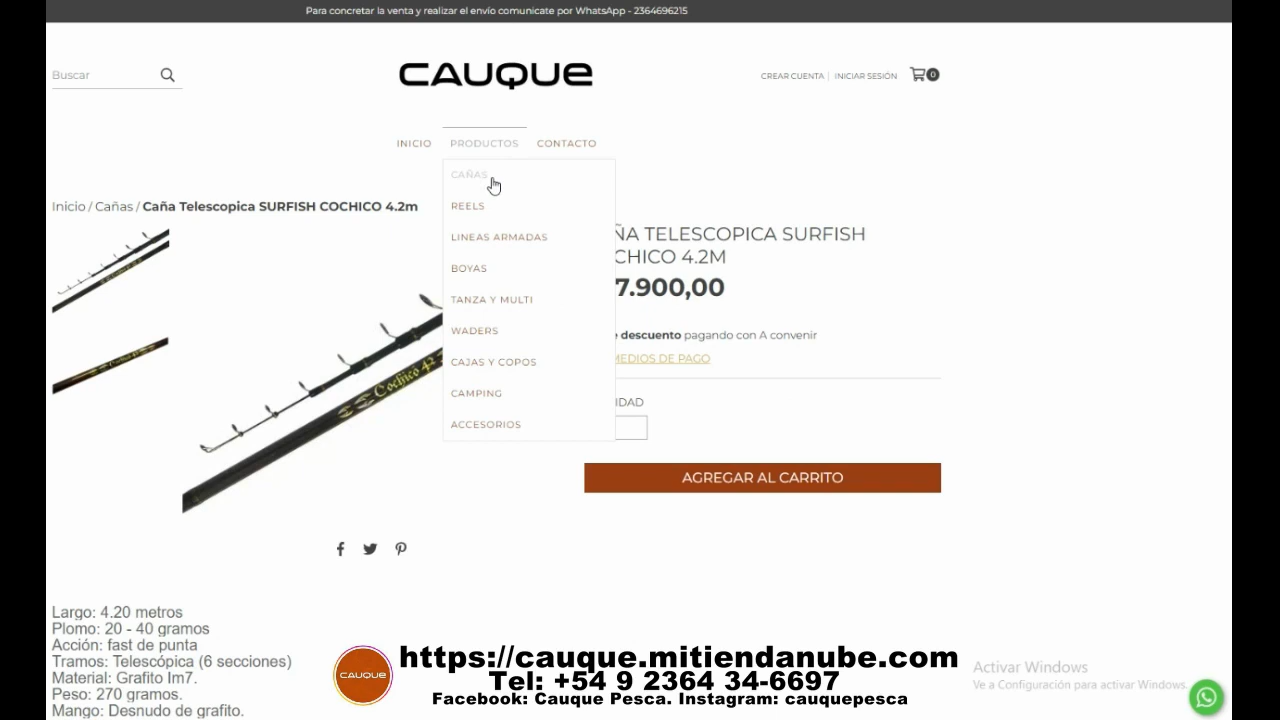 Para concretar la venta y realizar el envío comunicate por WhatsApp - 2364696215
Buscar
CAUQUE
CREAR CUENTA | INICIAR SESIÓN
0
INICIO PRODUCTOS CONTACTO
CAÑAS
REELS
LINEAS ARMADAS
BOYAS
TANZA Y MULTI
WADERS
CAJAS Y COPOS
CAMPING
ACCESORIOS
Inicio / Cañas / Caña Telescopica SURFISH COCHICO 4.2m
ÑA TELESCOPICA SURFISH
CHICO 4.2M
7.900,00
descuento pagando con A convenir
MEDIOS DE PAGO
IDAD
AGREGAR AL CARRITO
Cochico 42
Largo: 4.20 metros
Plomo: 20 - 40 gramos
Acción: fast de punta
Tramos: Telescópica (6 secciones)
Material: Grafito Im7.
Peso: 270 gramos.
Mango: Desnudo de grafito.
CAUQUE
https://cauque.mitiendanube.com
Tel: +54 9 2364 34-6697
Facebook: Cauque Pesca. Instagram: cauquepesca
Activar Windows
Ve a Configuración para activar Windows.